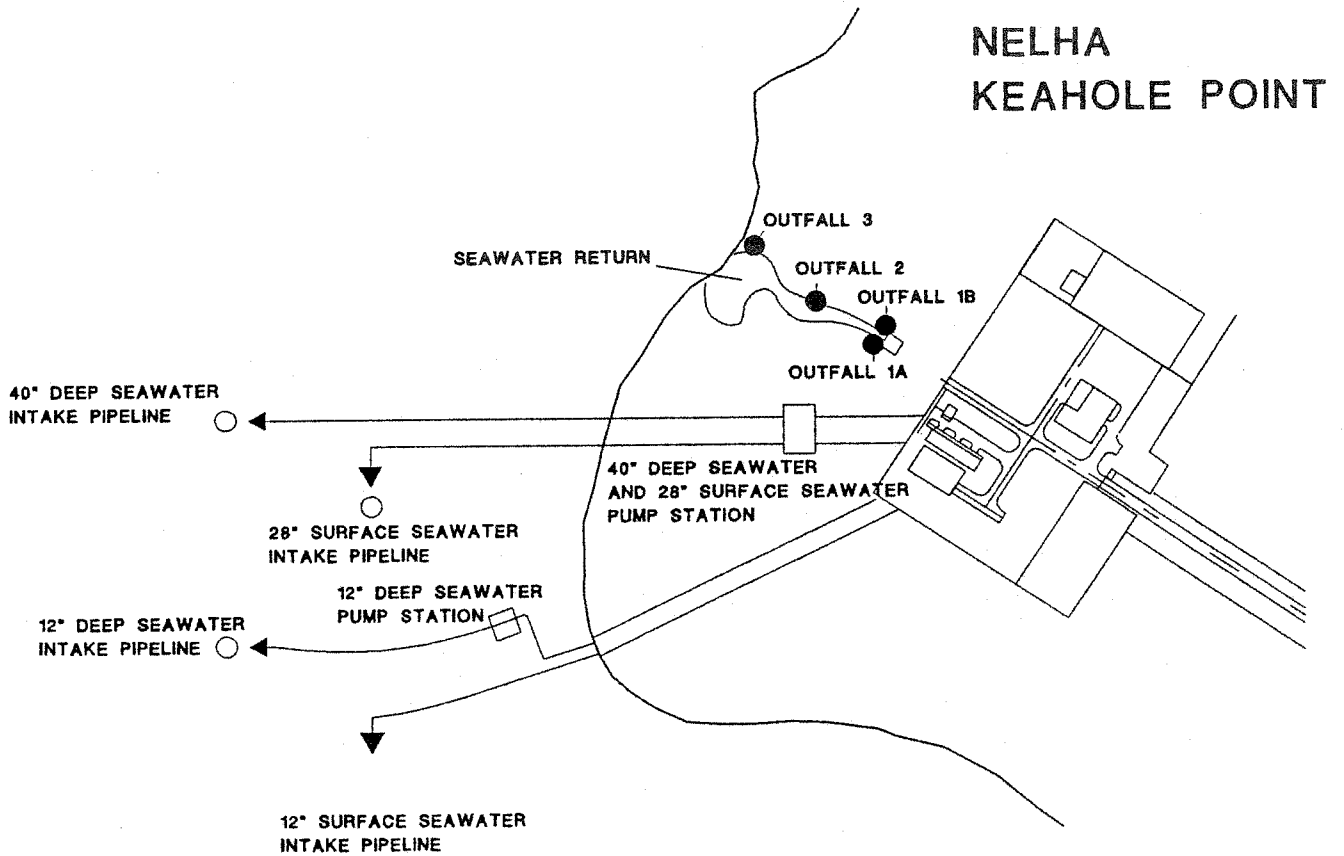 NELHA
KEAHOLE POINT
OUTFALL 3
SEAWATER RETURN
OUTFALL 2
OUTFALL 1B
OUTFALL 1A
40" DEEP SEAWATER
INTAKE PIPELINE
40" DEEP SEAWATER
AND 28" SURFACE SEAWATER
PUMP STATION
28" SURFACE SEAWATER
INTAKE PIPELINE
12" DEEP SEAWATER
PUMP STATION
12" DEEP SEAWATER
INTAKE PIPELINE
12" SURFACE SEAWATER
INTAKE PIPELINE